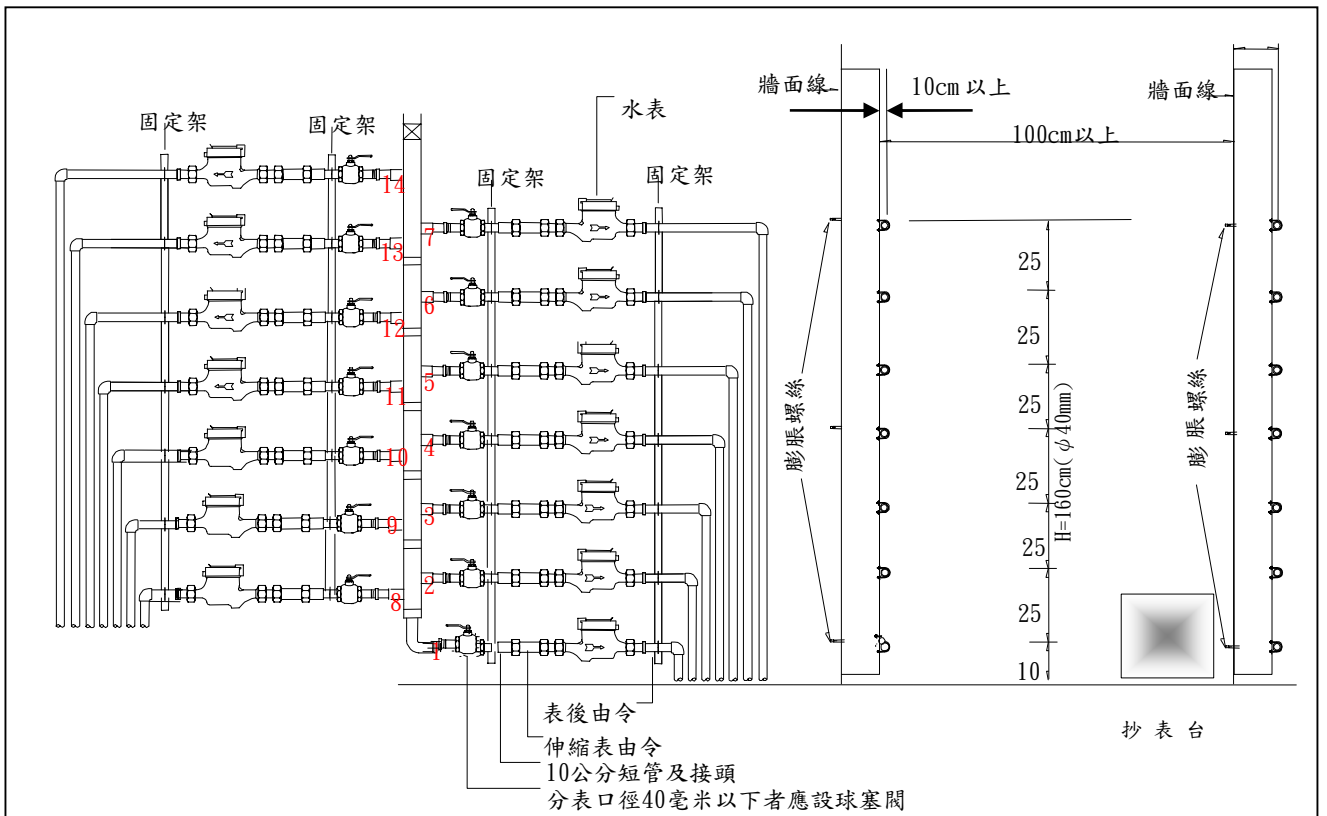 牆面線
10cm以上
牆面線
水表
固定架
固定架
100cm以上
固定架
固定架
14
7
13
6
12
5
11
4
10
3
9
2
8
1
膨脹螺絲
25
25
25
25
25
25
10
H=160cm(φ40mm)
膨脹螺絲
表後由令
伸縮表由令
10公分短管及接頭
分表口徑40毫米以下者應設球塞閥
抄表台